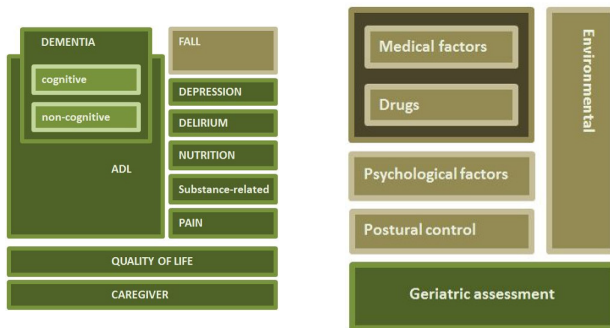 DEMENTIA
cognitive
non-cognitive
ADL
FALL
DEPRESSION
DELIRIUM
NUTRITION
Substance-related
PAIN
QUALITY OF LIFE
CAREGIVER
Medical factors
Drugs
Psychological factors
Postural control
Environmental
Geriatric assessment